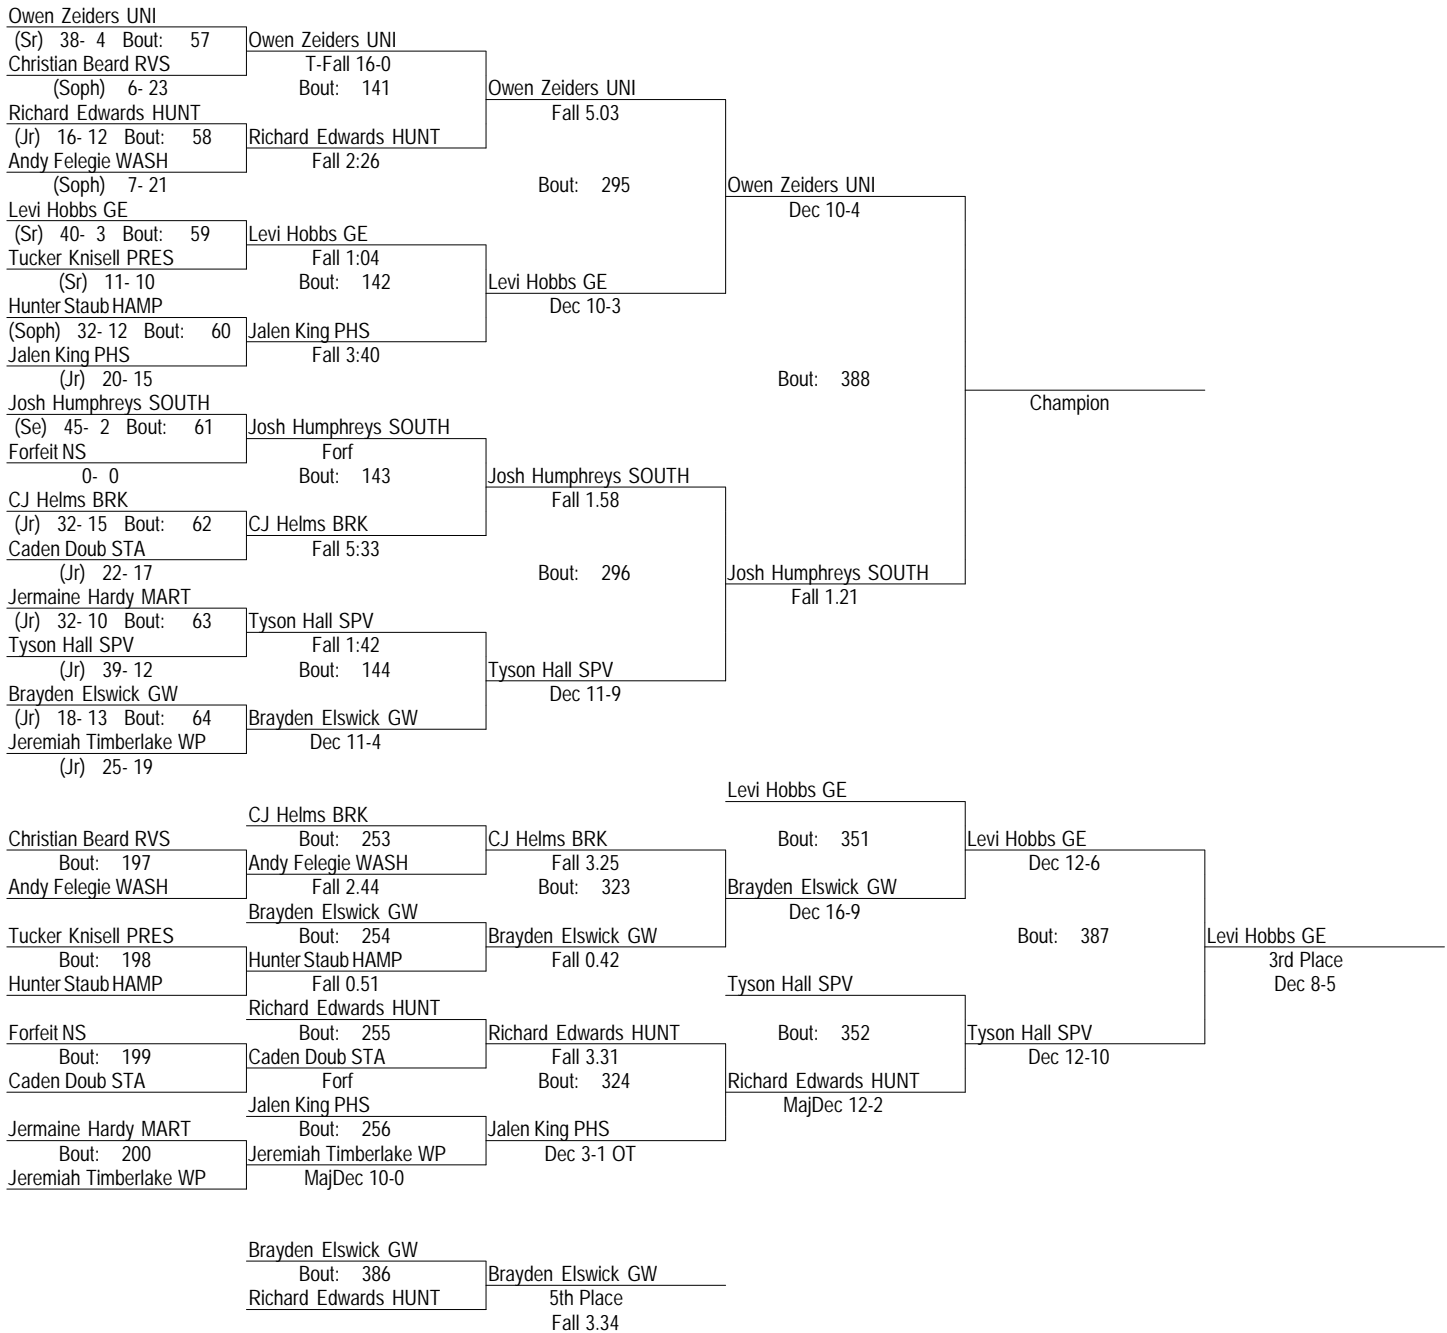 Owen Zeiders UNI
(Sr) 38- 4 Bout: 57 Owen Zeiders UNI
Christian Beard RVS T-Fall 16-0
(Soph) 6- 23 Bout: 141 Owen Zeiders UNI
Richard Edwards HUNT Fall 5.03
(Jr) 16- 12 Bout: 58 Richard Edwards HUNT
Andy Felegie WASH Fall 2:26
(Soph) 7- 21 Bout: 295 Owen Zeiders UNI
Levi Hobbs GE Dec 10-4
(Sr) 40- 3 Bout: 59 Levi Hobbs GE
Tucker Knisell PRES Fall 1:04
(Sr) 11- 10 Bout: 142 Levi Hobbs GE
Hunter Staub HAMP Dec 10-3
(Soph) 32- 12 Bout: 60 Jalen King PHS
Jalen King PHS Fall 3:40
(Jr) 20- 15 Bout: 388
Josh Humphreys SOUTH Champion
(Se) 45- 2 Bout: 61 Josh Humphreys SOUTH
Forfeit NS Forf
0- 0 Bout: 143 Josh Humphreys SOUTH
CJ Helms BRK Fall 1.58
(Jr) 32- 15 Bout: 62 CJ Helms BRK
Caden Doub STA Fall 5:33
(Jr) 22- 17 Bout: 296 Josh Humphreys SOUTH
Jermaine Hardy MART Fall 1.21
(Jr) 32- 10 Bout: 63 Tyson Hall SPV
Tyson Hall SPV Fall 1:42
(Jr) 39- 12 Bout: 144 Tyson Hall SPV
Brayden Elswick GW Dec 11-9
(Jr) 18- 13 Bout: 64 Brayden Elswick GW
Jeremiah Timberlake WP Dec 11-4
(Jr) 25- 19
Levi Hobbs GE
CJ Helms BRK
Christian Beard RVS Bout: 253 CJ Helms BRK Bout: 351 Levi Hobbs GE
Bout: 197 Andy Felegie WASH Fall 3.25 Dec 12-6
Andy Felegie WASH Fall 2.44 Bout: 323 Brayden Elswick GW
Brayden Elswick GW Dec 16-9
Tucker Knisell PRES Bout: 254 Brayden Elswick GW Bout: 387 Levi Hobbs GE
Bout: 198 Hunter Staub HAMP Fall 0.42 3rd Place
Hunter Staub HAMP Fall 0.51 Tyson Hall SPV Dec 8-5
Richard Edwards HUNT
Forfeit NS Bout: 255 Richard Edwards HUNT Bout: 352 Tyson Hall SPV
Bout: 199 Caden Doub STA Fall 3.31 Dec 12-10
Caden Doub STA Forf Bout: 324 Richard Edwards HUNT
Jalen King PHS MajDec 12-2
Jermaine Hardy MART Bout: 256 Jalen King PHS
Bout: 200 Jeremiah Timberlake WP Dec 3-1 OT
Jeremiah Timberlake WP MajDec 10-0
Brayden Elswick GW
Bout: 386 Brayden Elswick GW
Richard Edwards HUNT 5th Place
Fall 3.34